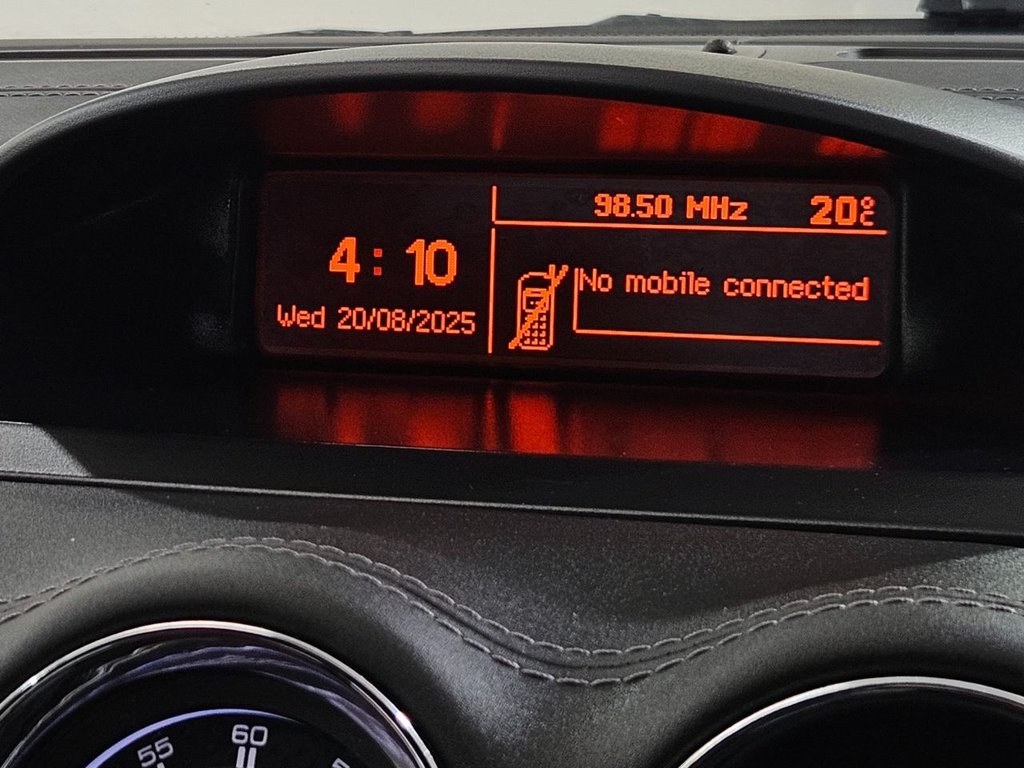 98.50 MHz 20°C
4:10
No mobile connected
Wed 20/08/2025
55 60